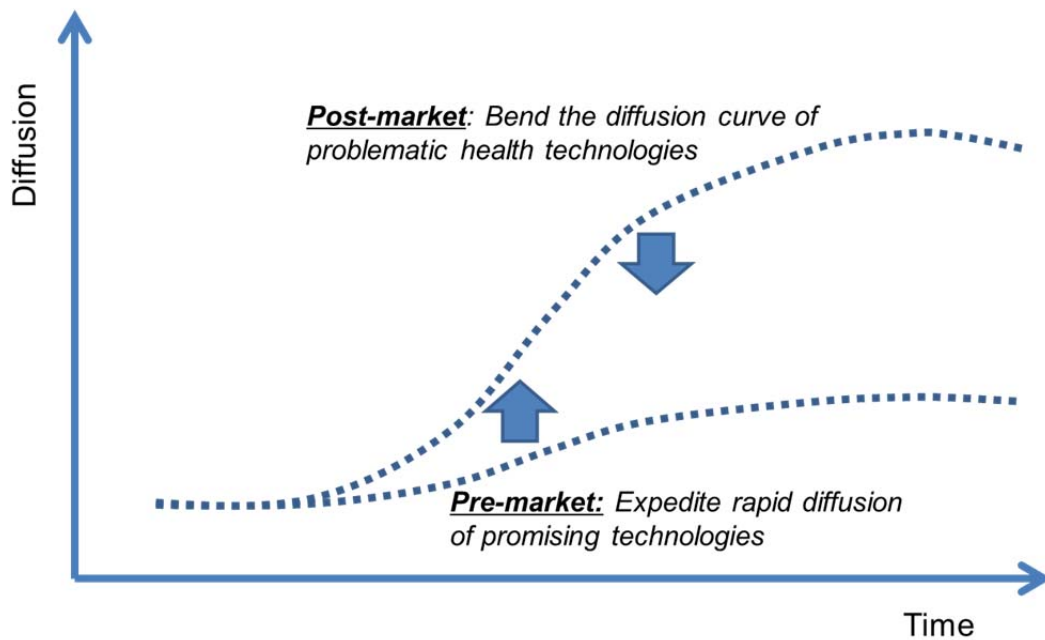 Diffusion
Post-market: Bend the diffusion curve of
problematic health technologies
Pre-market: Expedite rapid diffusion
of promising technologies
Time